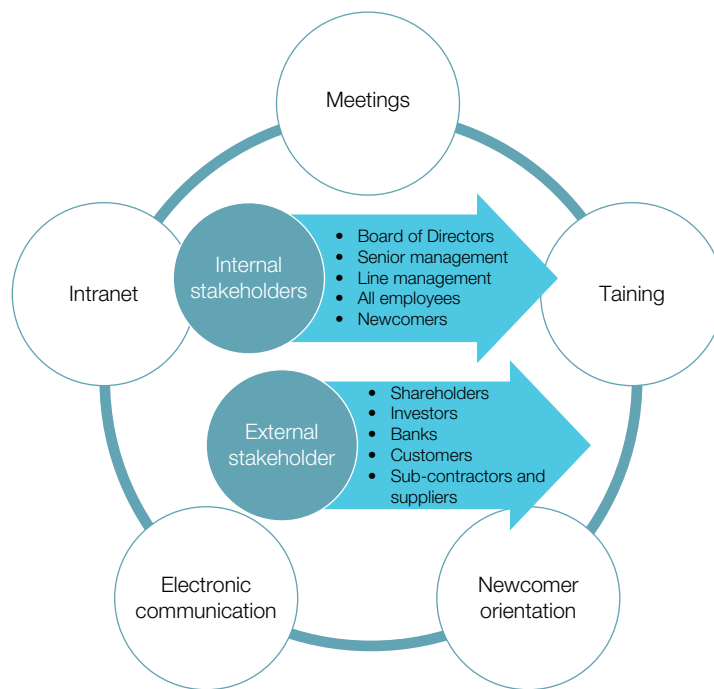 Meetings
Internal
stakeholders
• Board of Directors
• Senior management
• Line management
• All employees
• Newcomers
Intranet
Taining
External
stakeholder
• Shareholders
• Investors
• Banks
• Customers
• Sub-contractors and
suppliers
Electronic
communication
Newcomer
orientation